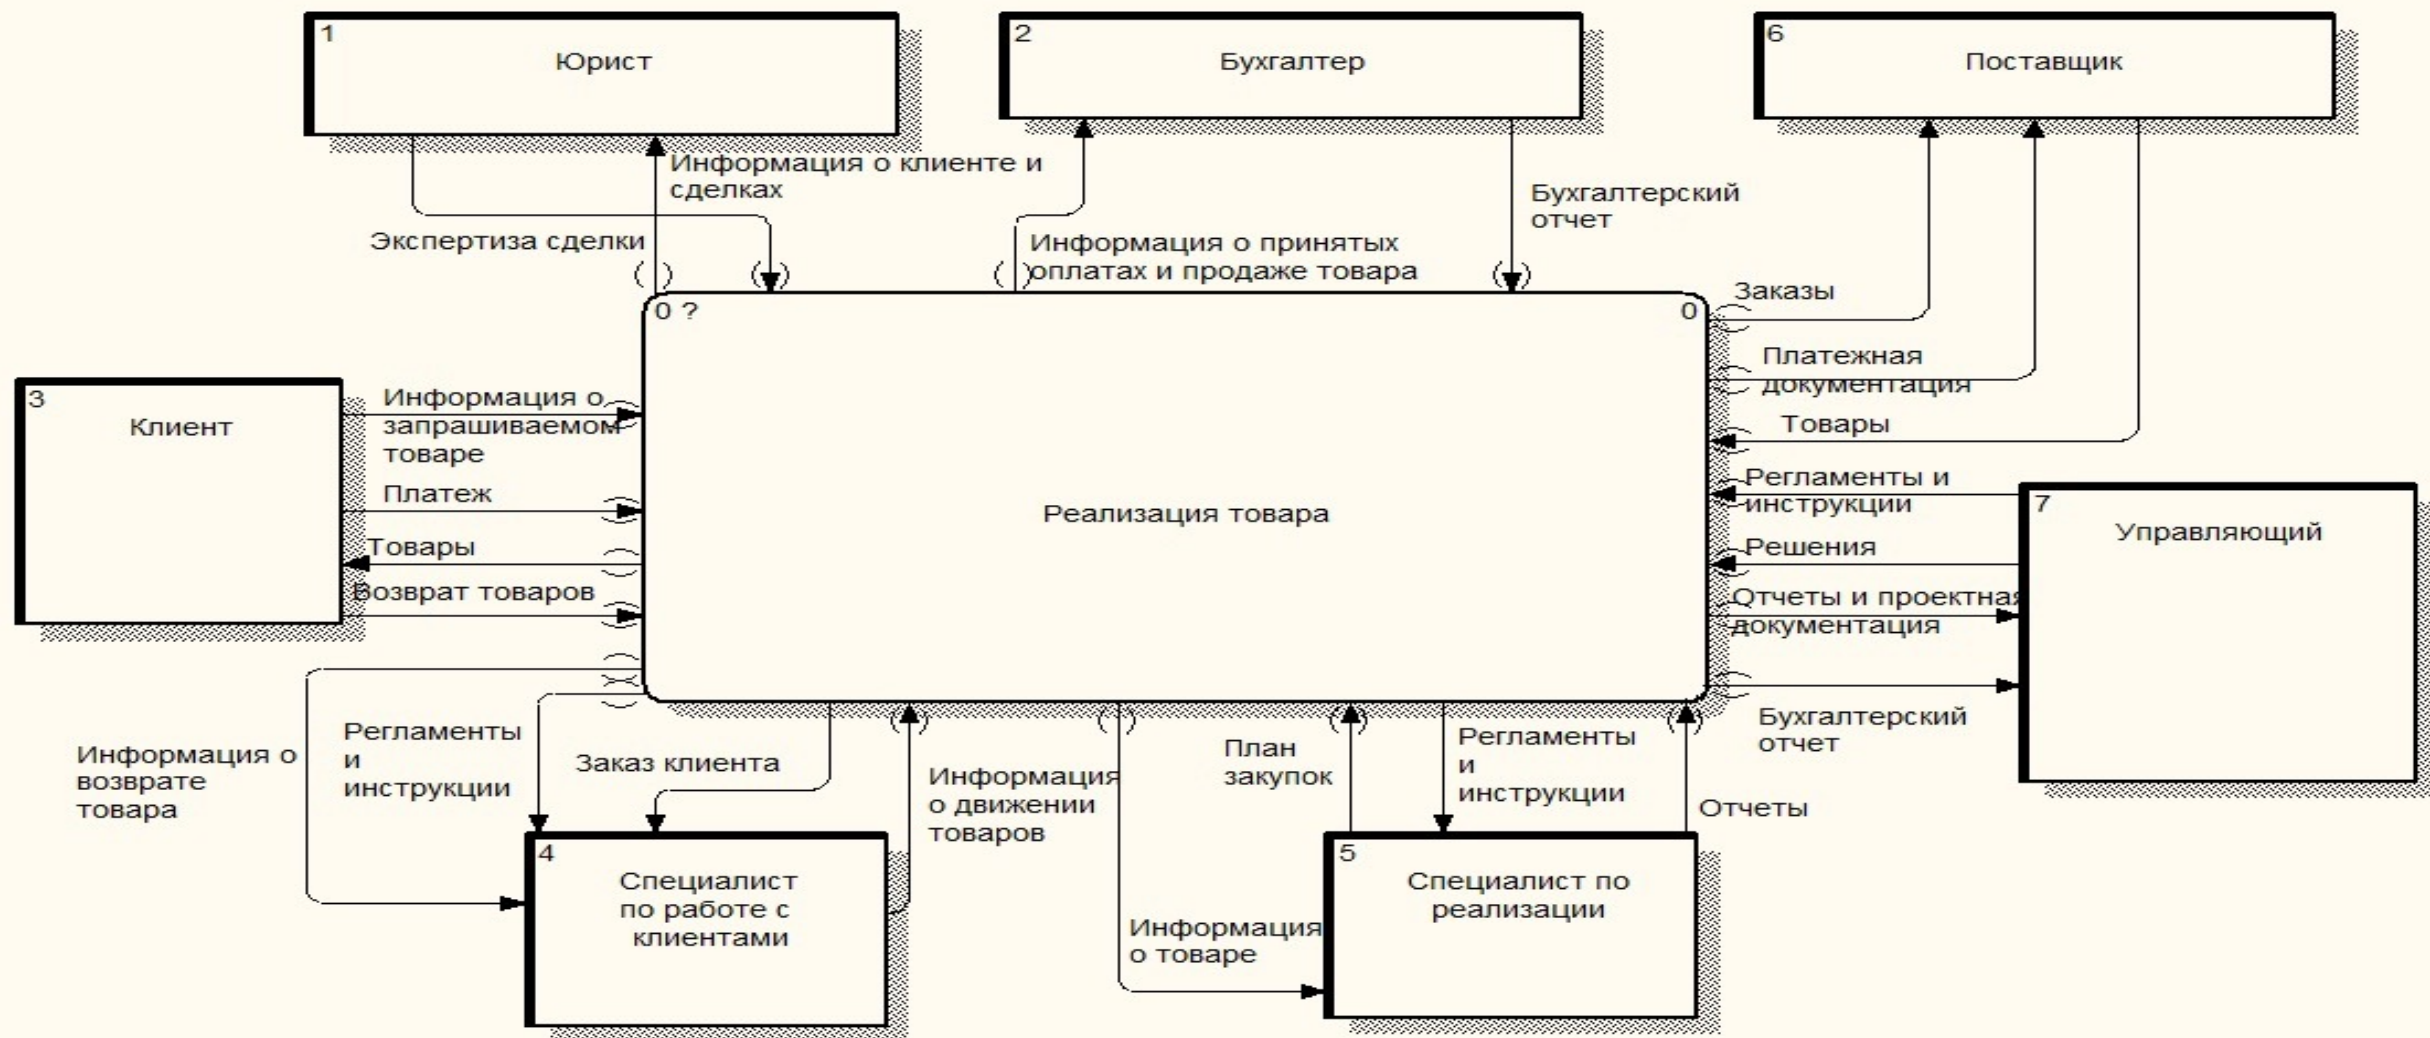 1
Юрист
2
Бухгалтер
6
Поставщик
Информация о клиенте и
сделках
Экспертиза сделки
Информация о принятых
оплатах и продаже товара
Бухгалтерский
отчет
Заказы
Платежная
документация
Товары
0 ?
0
Реализация товара
3
Клиент
Информация о
запрашиваемом
товаре
Платеж
Товары
Возврат товаров
Регламенты и
инструкции
Решения
Отчеты и проектная
документация
Бухгалтерский
отчет
7
Управляющий
Информация о
возврате
товара
Регламенты
и
инструкции
Заказ клиента
Информация
о движении
товаров
План
закупок
Регламенты
и
инструкции
Отчеты
4
Специалист
по работе с
клиентами
Информация
о товаре
5
Специалист по
реализации